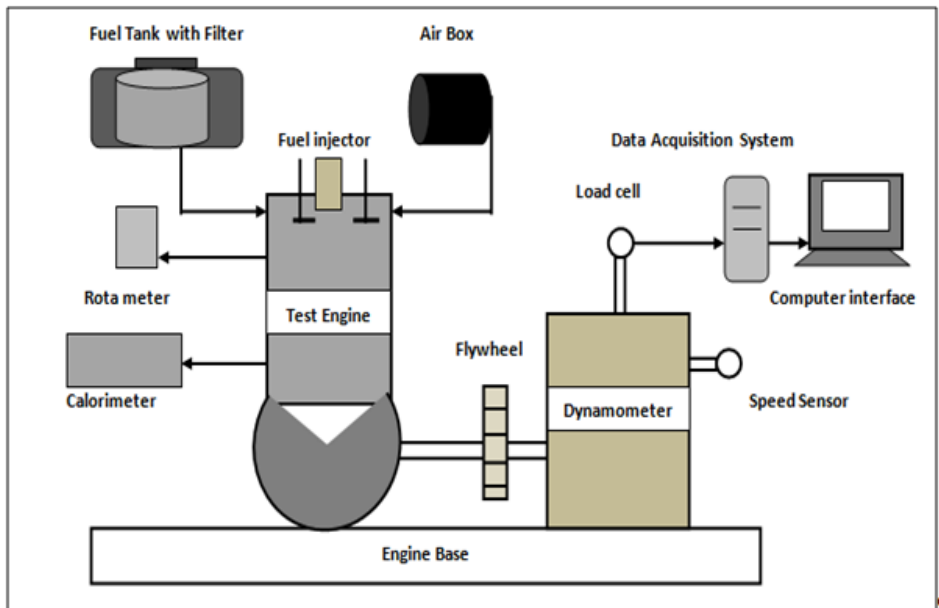 Fuel Tank with Filter
Air Box
Fuel injector
Data Acquisition System
Load cell
Rota meter
Computer interface
Test Engine
Flywheel
Calorimeter
Dynamometer
Speed Sensor
Engine Base